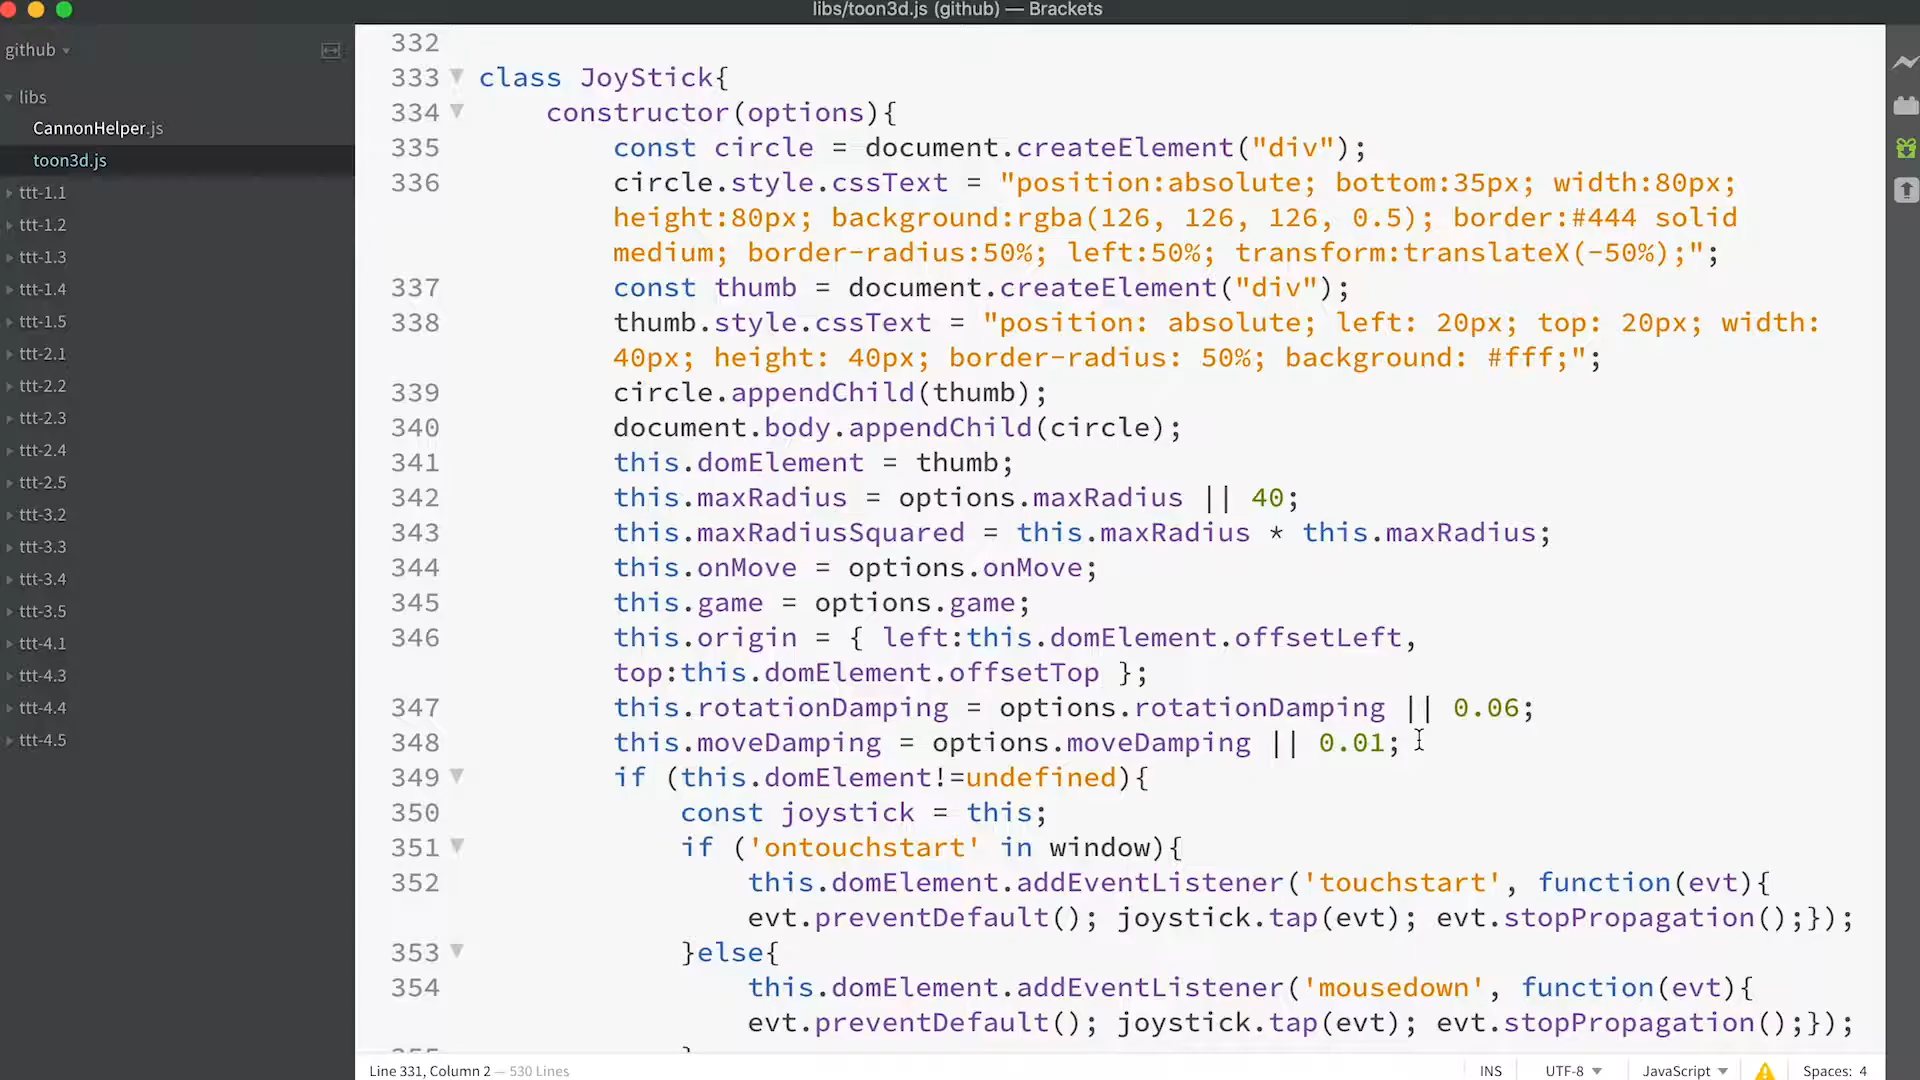 libs/toon3d.js (github) — Brackets
github
libs
CannonHelper.js
toon3d.js
ttt-1.1
ttt-1.2
ttt-1.3
ttt-1.4
ttt-1.5
ttt-2.1
ttt-2.2
ttt-2.3
ttt-2.4
ttt-2.5
ttt-3.2
ttt-3.3
ttt-3.4
ttt-3.5
ttt-4.1
ttt-4.3
ttt-4.4
ttt-4.5
332
333 class JoyStick{
334 constructor(options){
335 const circle = document.createElement("div");
336 circle.style.cssText = "position:absolute; bottom:35px; width:80px;
height:80px; background:rgba(126, 126, 126, 0.5); border:#444 solid
medium; border-radius:50%; left:50%; transform:translateX(-50%);";
337 const thumb = document.createElement("div");
338 thumb.style.cssText = "position: absolute; left: 20px; top: 20px; width:
40px; height: 40px; border-radius: 50%; background: #fff;";
339 circle.appendChild(thumb);
340 document.body.appendChild(circle);
341 this.domElement = thumb;
342 this.maxRadius = options.maxRadius || 40;
343 this.maxRadiusSquared = this.maxRadius * this.maxRadius;
344 this.onMove = options.onMove;
345 this.game = options.game;
346 this.origin = { left:this.domElement.offsetLeft,
top:this.domElement.offsetTop };
347 this.rotationDamping = options.rotationDamping || 0.06;
348 this.moveDamping = options.moveDamping || 0.01;
349 if (this.domElement!=undefined){
350 const joystick = this;
351 if ('ontouchstart' in window){
352 this.domElement.addEventListener('touchstart', function(evt){
evt.preventDefault(); joystick.tap(evt); evt.stopPropagation();});
353 }else{
354 this.domElement.addEventListener('mousedown', function(evt){
evt.preventDefault(); joystick.tap(evt); evt.stopPropagation();});
Line 331, Column 2 — 530 Lines
INS
UTF-8
JavaScript
Spaces: 4